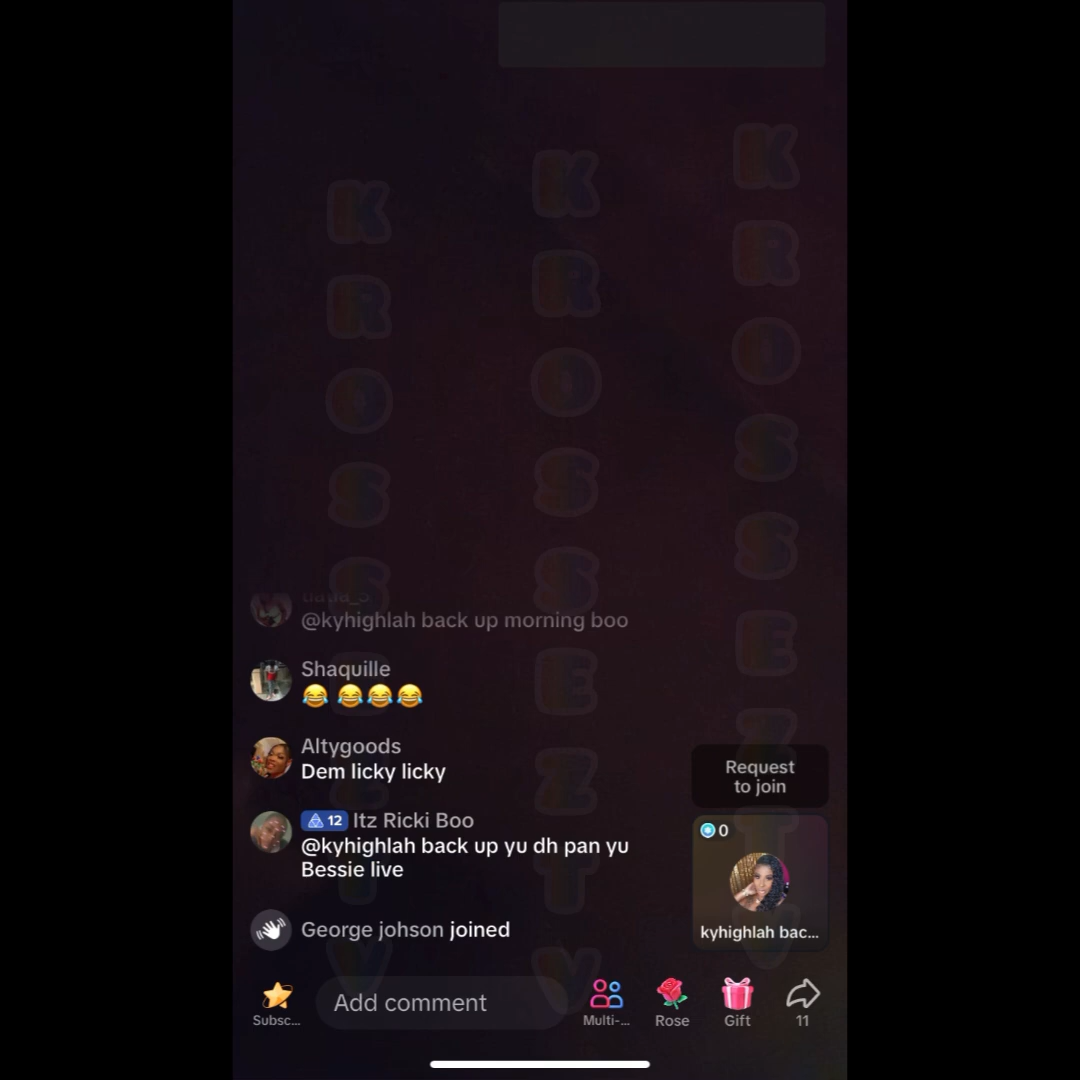 K
R
O
S
S
E
Z
T
V
K
R
O
S
S
E
Z
T
V
K
R
O
S
S
E
Z
T
V
@kyhighlah back up morning boo
Shaquille
😂 😂😂😂
Altygoods
Dem licky licky
12 Itz Ricki Boo
@kyhighlah back up yu dh pan yu
Bessie live
George johson joined
Request
to join
0
kyhighlah bac...
Subsc...
Add comment
Multi-...
Rose
Gift
11